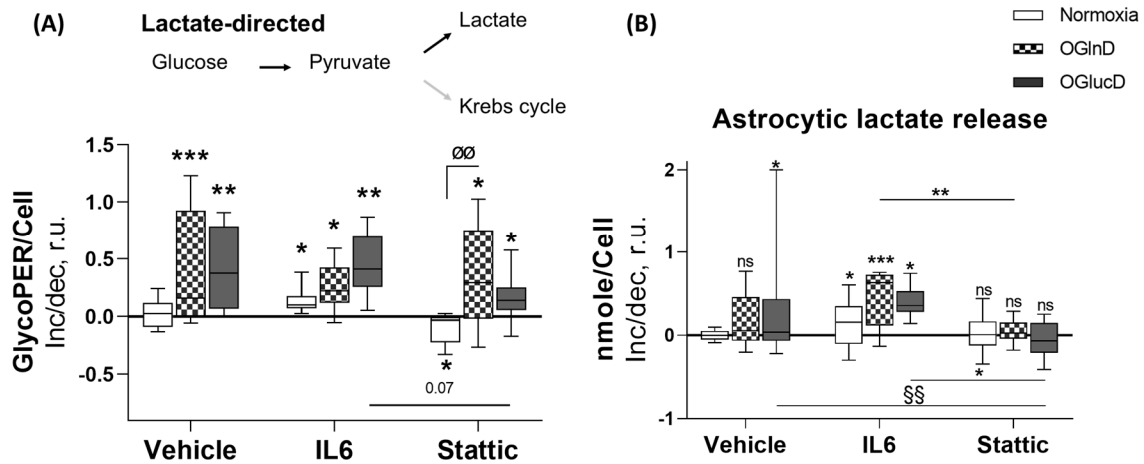 (A)
Lactate-directed
Glucose
Pyruvate
Lactate
Krebs cycle
GlycoPER/Cell
Inc/dec, r.u.
1.5
1.0
0.5
0.0
-0.5
***
**
*
*
**
*
øø
*
*
0.07
Vehicle
IL6
Stattic
(B)
Normoxia
OGlnD
OGlucD
Astrocytic lactate release
nmole/Cell
Inc/dec, r.u.
2
1
0
-1
ns
*
*
***
*
**
ns
ns
ns
*
§§
Vehicle
IL6
Stattic